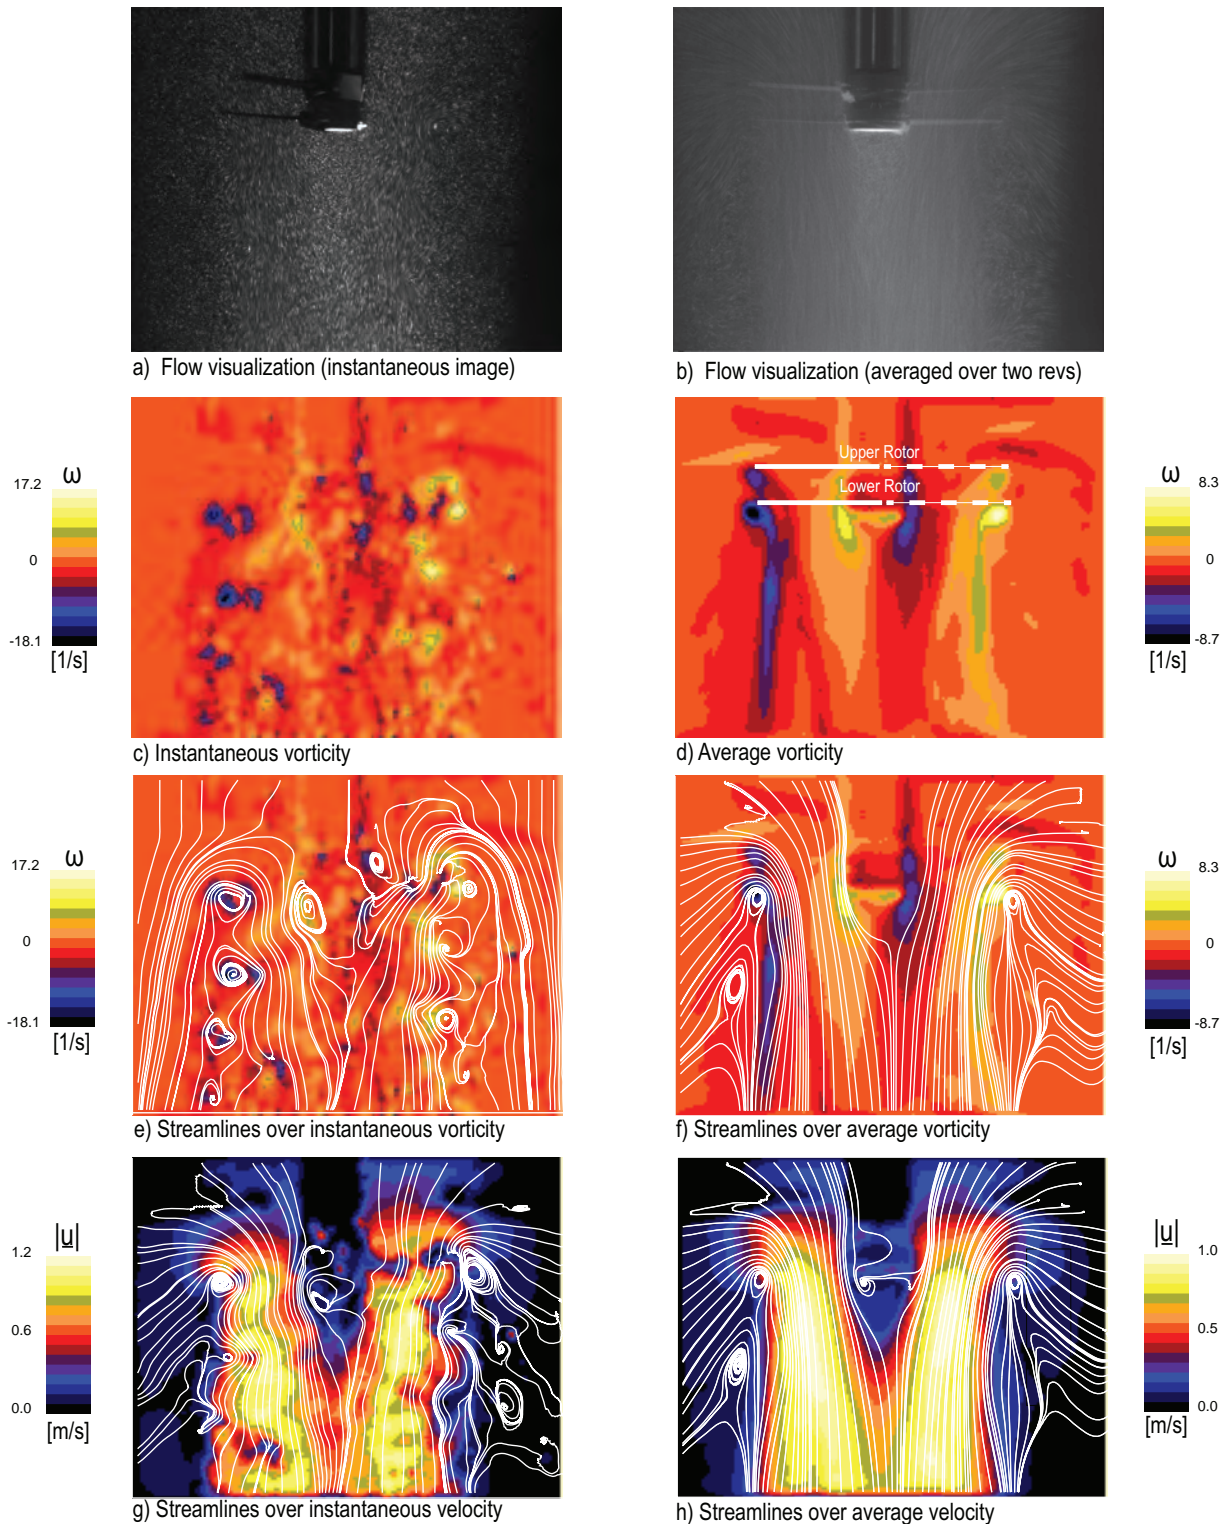 a) Flow visualization (instantaneous image)
b) Flow visualization (averaged over two revs)
ω
17.2
0
-18.1
[1/s]
Upper Rotor
Lower Rotor
ω
8.3
0
-8.7
[1/s]
c) Instantaneous vorticity
d) Average vorticity
ω
17.2
0
-18.1
[1/s]
ω
8.3
0
-8.7
[1/s]
e) Streamlines over instantaneous vorticity
f) Streamlines over average vorticity
|u|
1.2
0.6
0.0
[m/s]
|u|
1.0
0.5
0.0
[m/s]
g) Streamlines over instantaneous velocity
h) Streamlines over average velocity